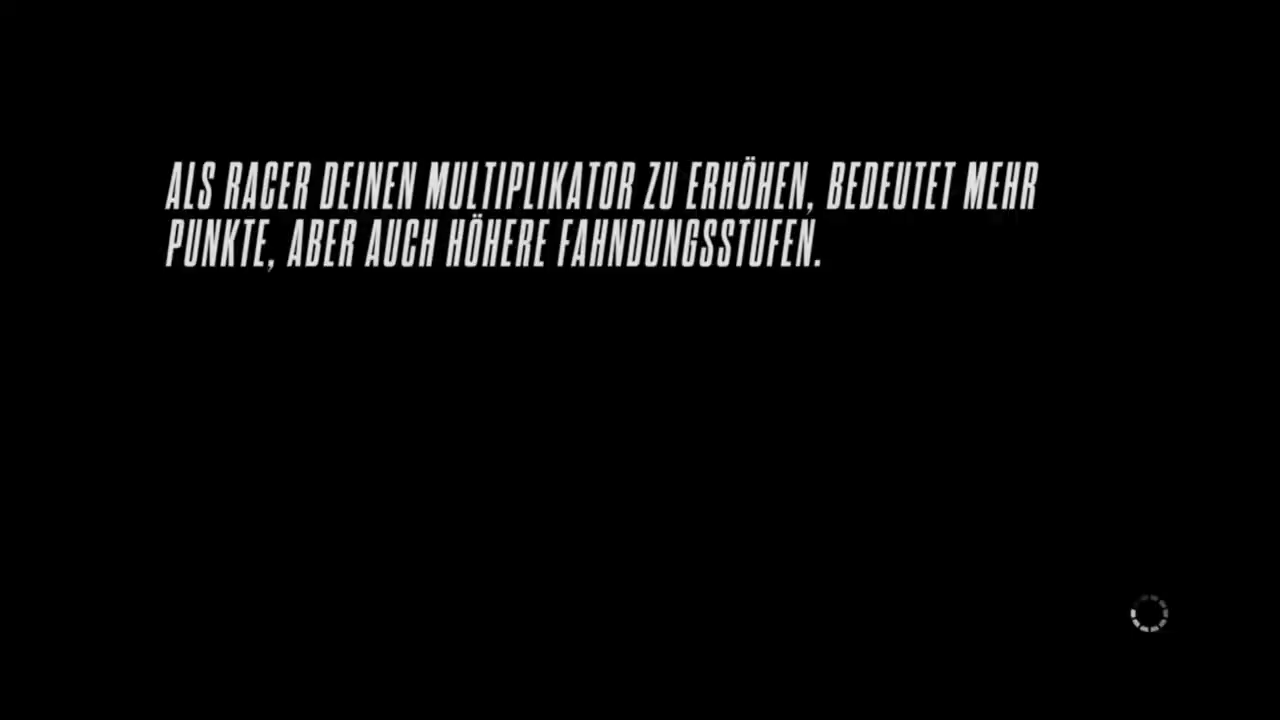 ALS RACER DEINEN MULTIPLIKATOR ZU ERHÖHEN, BEDEUTET MEHR
PUNKTE, ABER AUCH HÖHERE FAHNDUNGSSTUFEN.